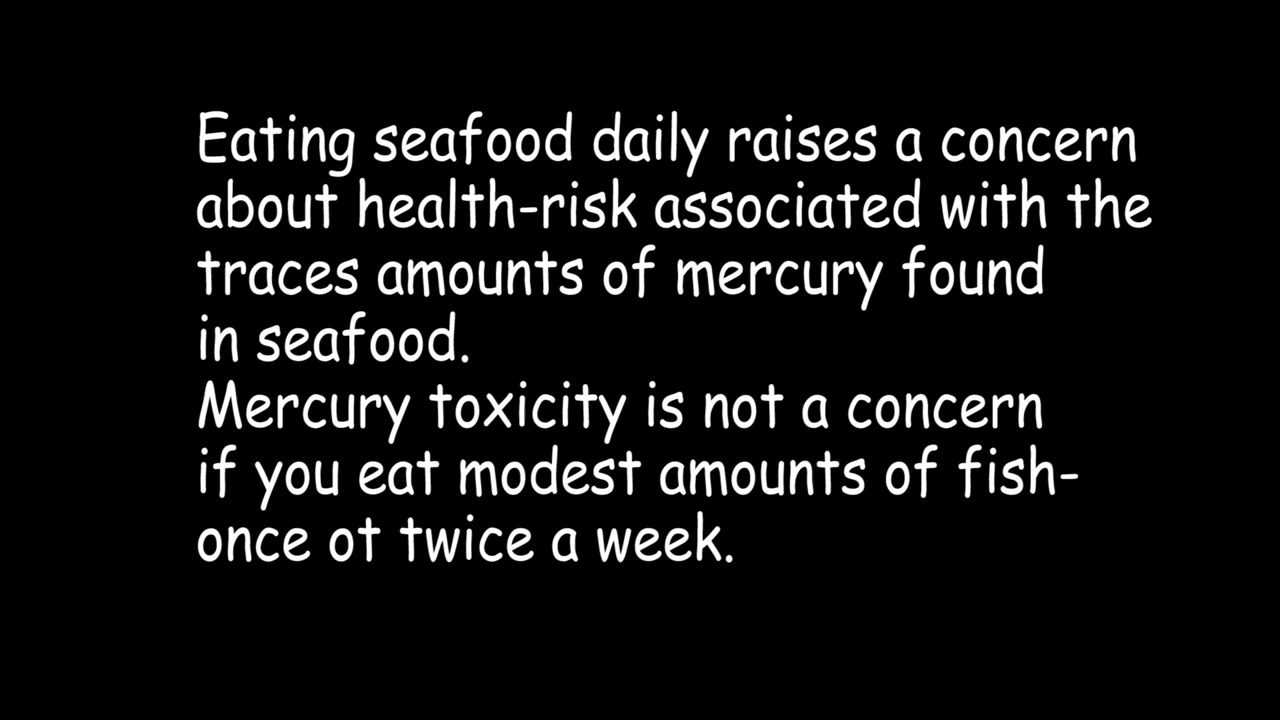 Eating seafood daily raises a concern
about health-risk associated with the
traces amounts of mercury found
in seafood.
Mercury toxicity is not a concern
if you eat modest amounts of fish-
once ot twice a week.